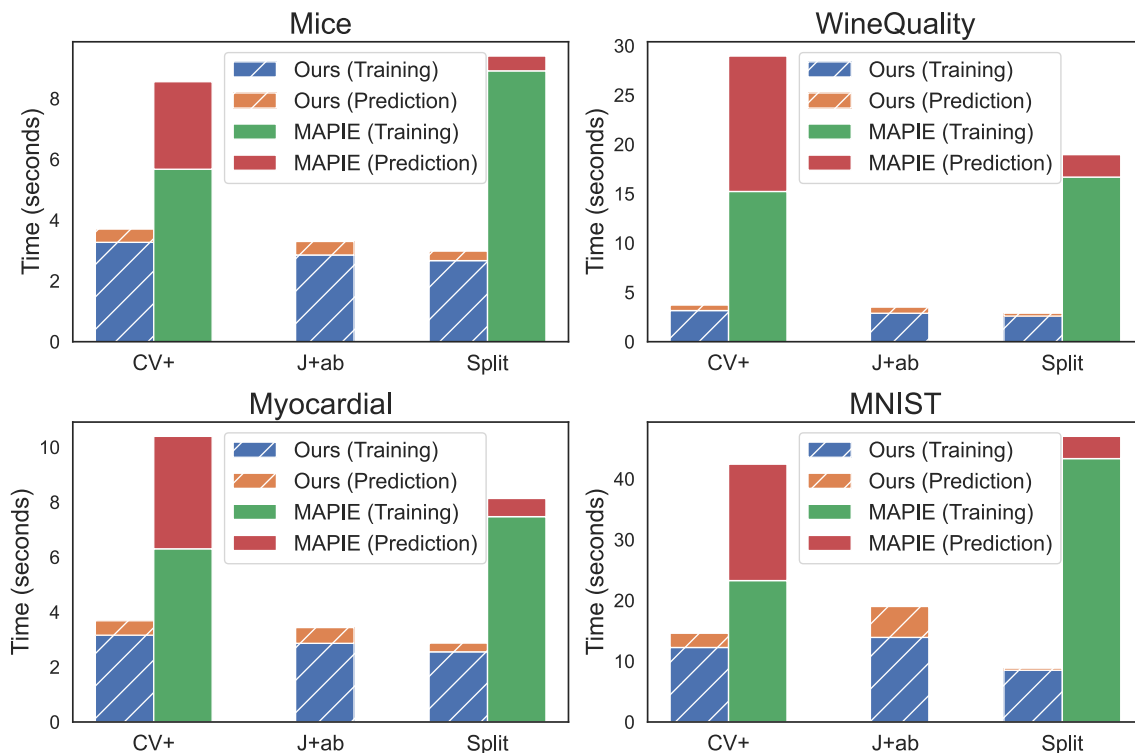 Mice
Time (seconds)
8
6
4
2
0
Ours (Training)
Ours (Prediction)
MAPIE (Training)
MAPIE (Prediction)
CV+ J+ab Split
WineQuality
Time (seconds)
30
25
20
15
10
5
0
Ours (Training)
Ours (Prediction)
MAPIE (Training)
MAPIE (Prediction)
CV+ J+ab Split
Myocardial
Time (seconds)
10
8
6
4
2
0
Ours (Training)
Ours (Prediction)
MAPIE (Training)
MAPIE (Prediction)
CV+ J+ab Split
MNIST
Time (seconds)
40
30
20
10
0
Ours (Training)
Ours (Prediction)
MAPIE (Training)
MAPIE (Prediction)
CV+ J+ab Split